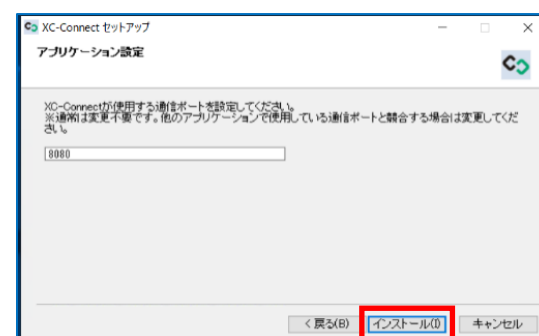 XC-Connect セットアップ
アプリケーション設定
XC-Connectが使用する通信ポートを設定してください。
※通常は変更不要です。他のアプリケーションで使用している通信ポートと競合する場合は変更してくだ
さい。
8080
< 戻る(B) インストール(I) キャンセル